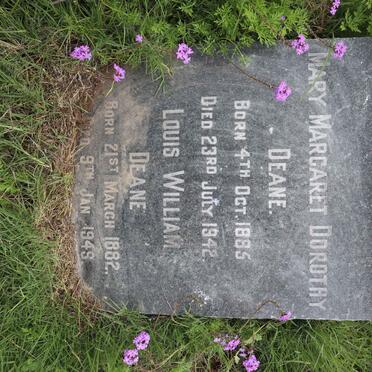 MARY MARGARET DOROTHY
DEANE.
BORN 4TH OCT. 1885
DIED 23RD JULY 1942
LOUIS WILLIAM
DEANE
BORN 21ST MARCH 1882.
9TH JAN 1949